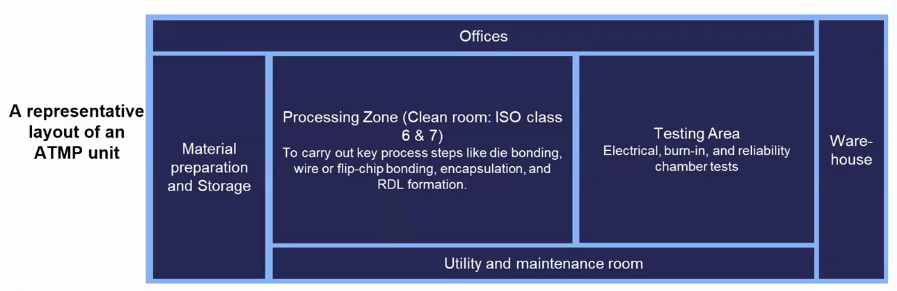 A representative
layout of an
ATMP unit
Offices
Material
preparation
and Storage
Processing Zone (Clean room: ISO class
6 & 7)
To carry out key process steps like die bonding,
wire or flip-chip bonding, encapsulation, and
RDL formation.
Testing Area
Electrical, burn-in, and reliability
chamber tests
Ware-
house
Utility and maintenance room